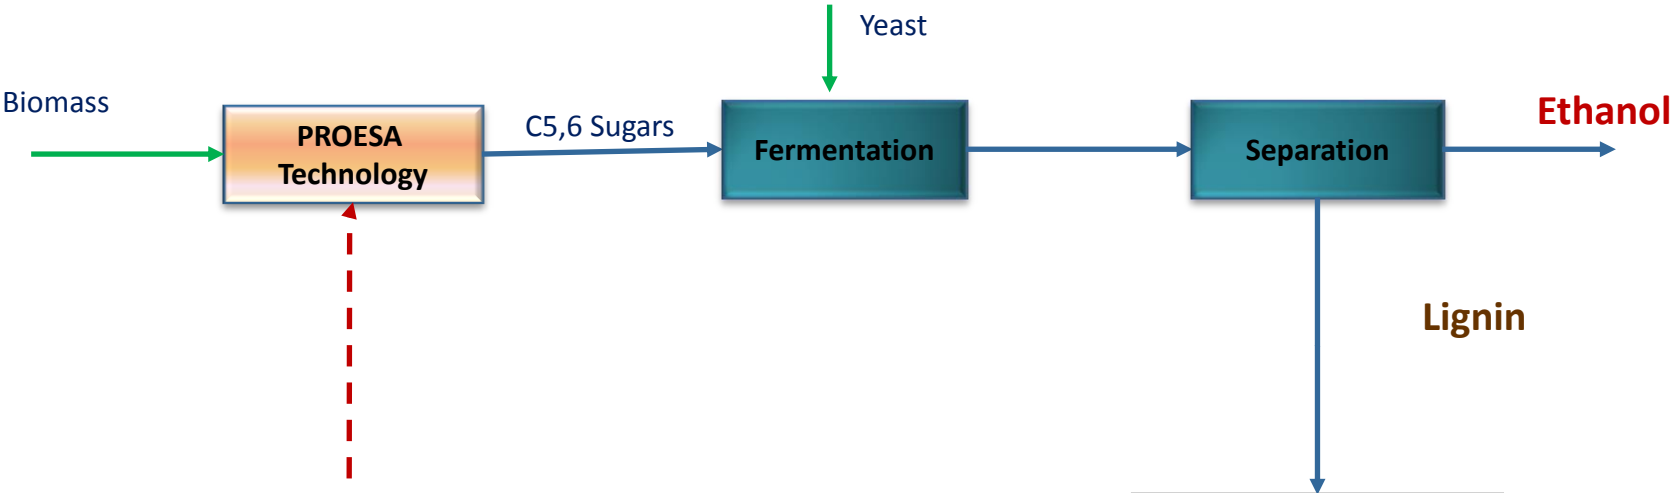 Yeast
Biomass
PROESA
Technology
C5,6 Sugars
Fermentation
Separation
Ethanol
Lignin